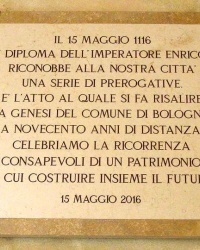 IL 15 MAGGIO 1116
DIPLOMA DELL'IMPERATORE ENRICO
RICONOBBE ALLA NOSTRA CITTA'
UNA SERIE DI PREROGATIVE.
E' L'ATTO AL QUALE SI FA RISALIRE
A GENESI DEL COMUNE DI BOLOGN
A NOVECENTO ANNI DI DISTANZA
CELEBRIAMO LA RICORRENZA
CONSAPEVOLI DI UN PATRIMONIO
CUI COSTRUIRE INSIEME IL FUTU
15 MAGGIO 2016